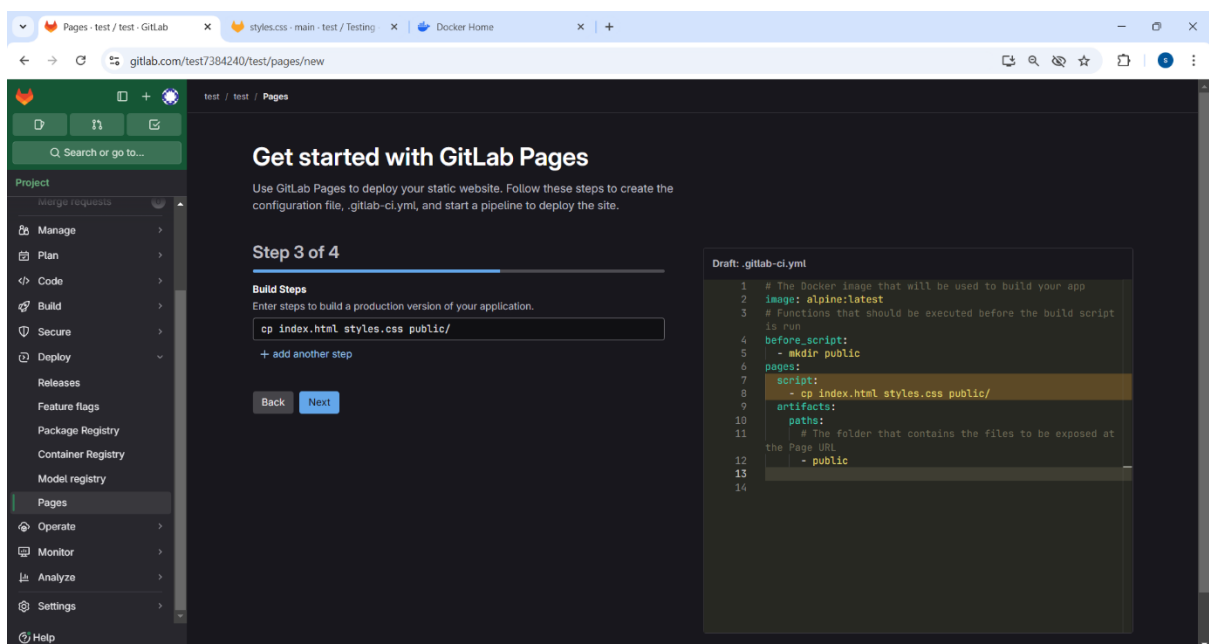 Pages · test / test · GitLab
styles.css · main · test / Testing
Docker Home
gitlab.com/test7384240/test/pages/new
s
test / test / Pages
Search or go to...
Project
Merge requests
Manage
Plan
Code
Build
Secure
Deploy
Releases
Feature flags
Package Registry
Container Registry
Model registry
Pages
Operate
Monitor
Analyze
Settings
Help
Get started with GitLab Pages
Use GitLab Pages to deploy your static website. Follow these steps to create the
configuration file, .gitlab-ci.yml, and start a pipeline to deploy the site.
Step 3 of 4
Build Steps
Enter steps to build a production version of your application.
cp index.html styles.css public/
+ add another step
Back
Next
Draft: .gitlab-ci.yml
1 # The Docker image that will be used to build your app
2 image: alpine:latest
3 # Functions that should be executed before the build script
is run
4 before_script:
5 - mkdir public
6 pages:
7 script:
8 - cp index.html styles.css public/
9 artifacts:
10 paths:
11 # The folder that contains the files to be exposed at
the Page URL
12 - public
13
14